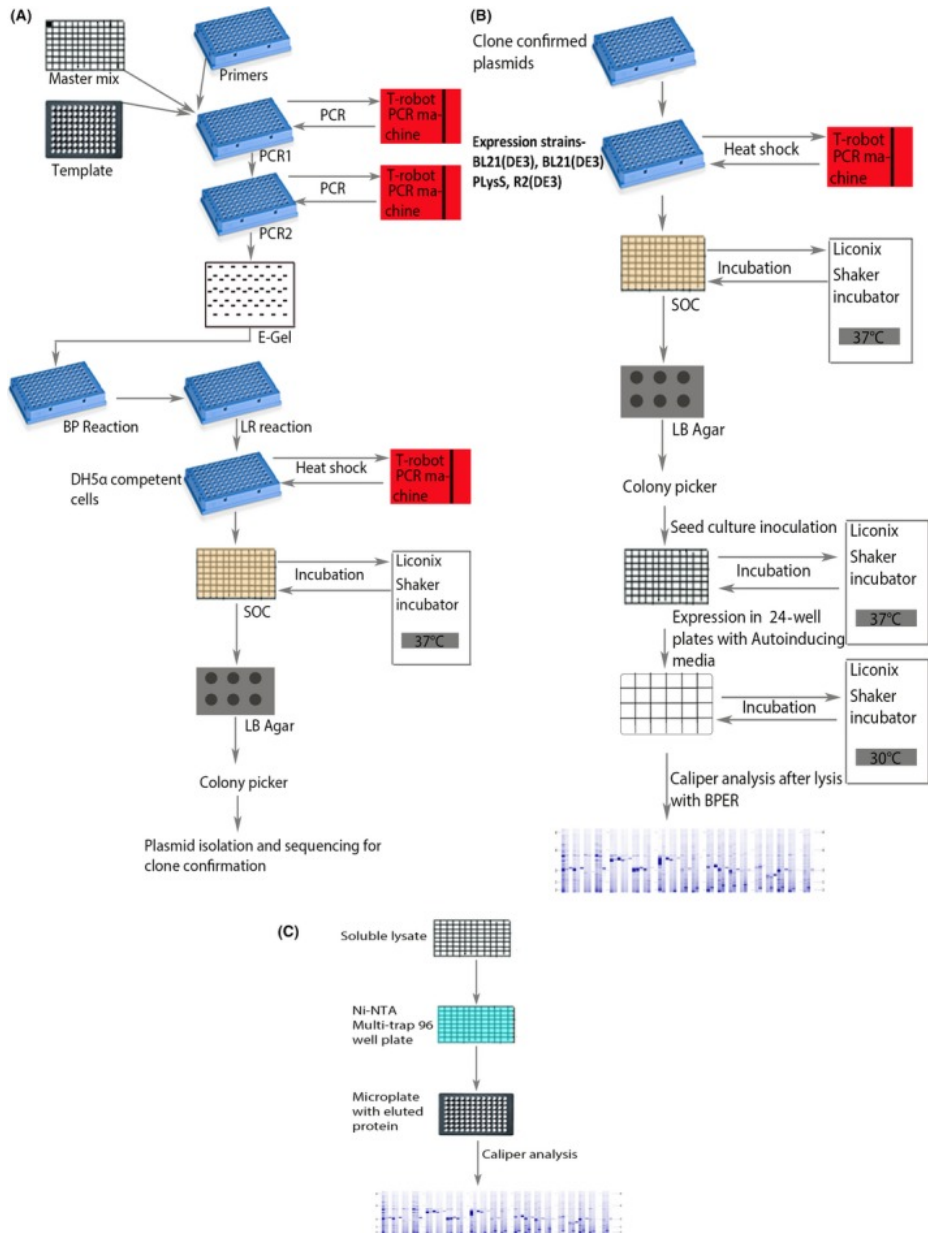 (A)
Master mix
Primers
Template
PCR1
PCR
T-robot
PCR ma-
chine
PCR2
PCR
T-robot
PCR ma-
chine
E-Gel
BP Reaction
LR reaction
DH5α competent
cells
Heat shock
T-robot
PCR ma-
chine
SOC
Incubation
Liconix
Shaker
incubator
37°C
LB Agar
Colony picker
Plasmid isolation and sequencing for
clone confirmation
(B)
Clone confirmed
plasmids
Expression strains-
BL21(DE3), BL21(DE3)
PLysS, R2(DE3)
Heat shock
T-robot
PCR ma-
chine
SOC
Incubation
Liconix
Shaker
incubator
37°C
LB Agar
Colony picker
Seed culture inoculation
Incubation
Liconix
Shaker
incubator
37°C
Expression in 24-well
plates with Autoinducing
media
Incubation
Liconix
Shaker
incubator
30°C
Caliper analysis after lysis
with BPER
(C)
Soluble lysate
Ni-NTA
Multi-trap 96
well plate
Microplate
with eluted
protein
Caliper analysis